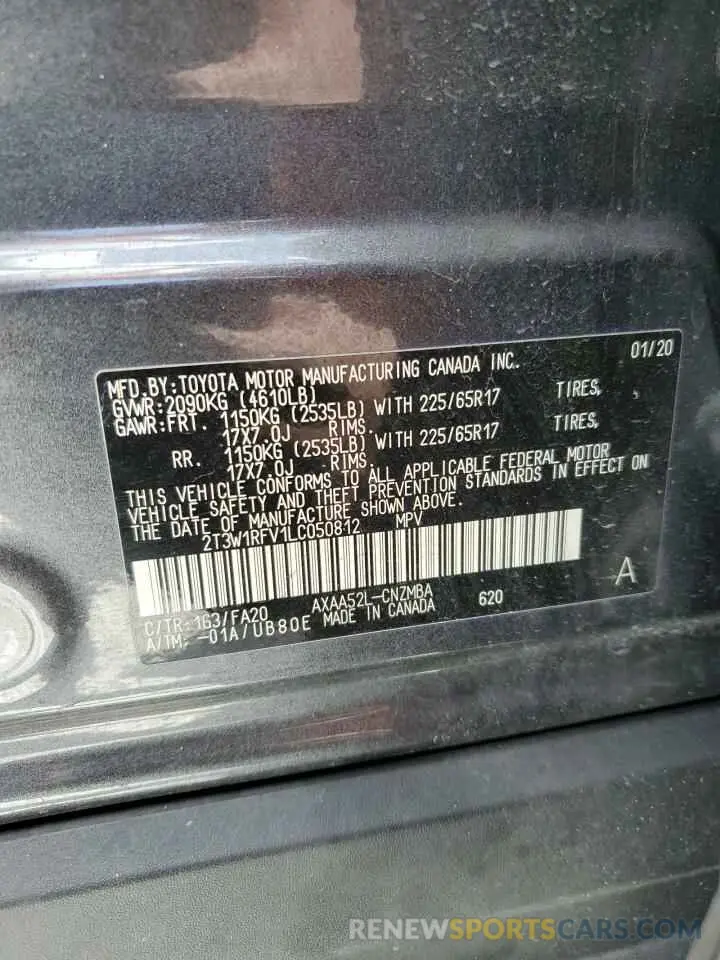 01/20
MFD.BY:TOYOTA MOTOR MANUFACTURING CANADA INC.
GVWR:2090KG (4610LB)
GAWR:FRT. 1150KG (2535LB) WITH 225/65R17 TIRES,
17X7.0J RIMS.
RR. 1150KG (2535LB) WITH 225/65R17 TIRES,
17X7.0J RIMS.
THIS VEHICLE CONFORMS TO ALL APPLICABLE FEDERAL MOTOR
VEHICLE SAFETY AND THEFT PREVENTION STANDARDS IN EFFECT ON
THE DATE OF MANUFACTURE SHOWN ABOVE.
2T3W1RFV1LC050812 MPV
A
C/TR:1G3/FA20 AXAA52L-CNZMBA 620
A/TM:-01A/UB80E MADE IN CANADA
RENEWSPORTSCARS.COM